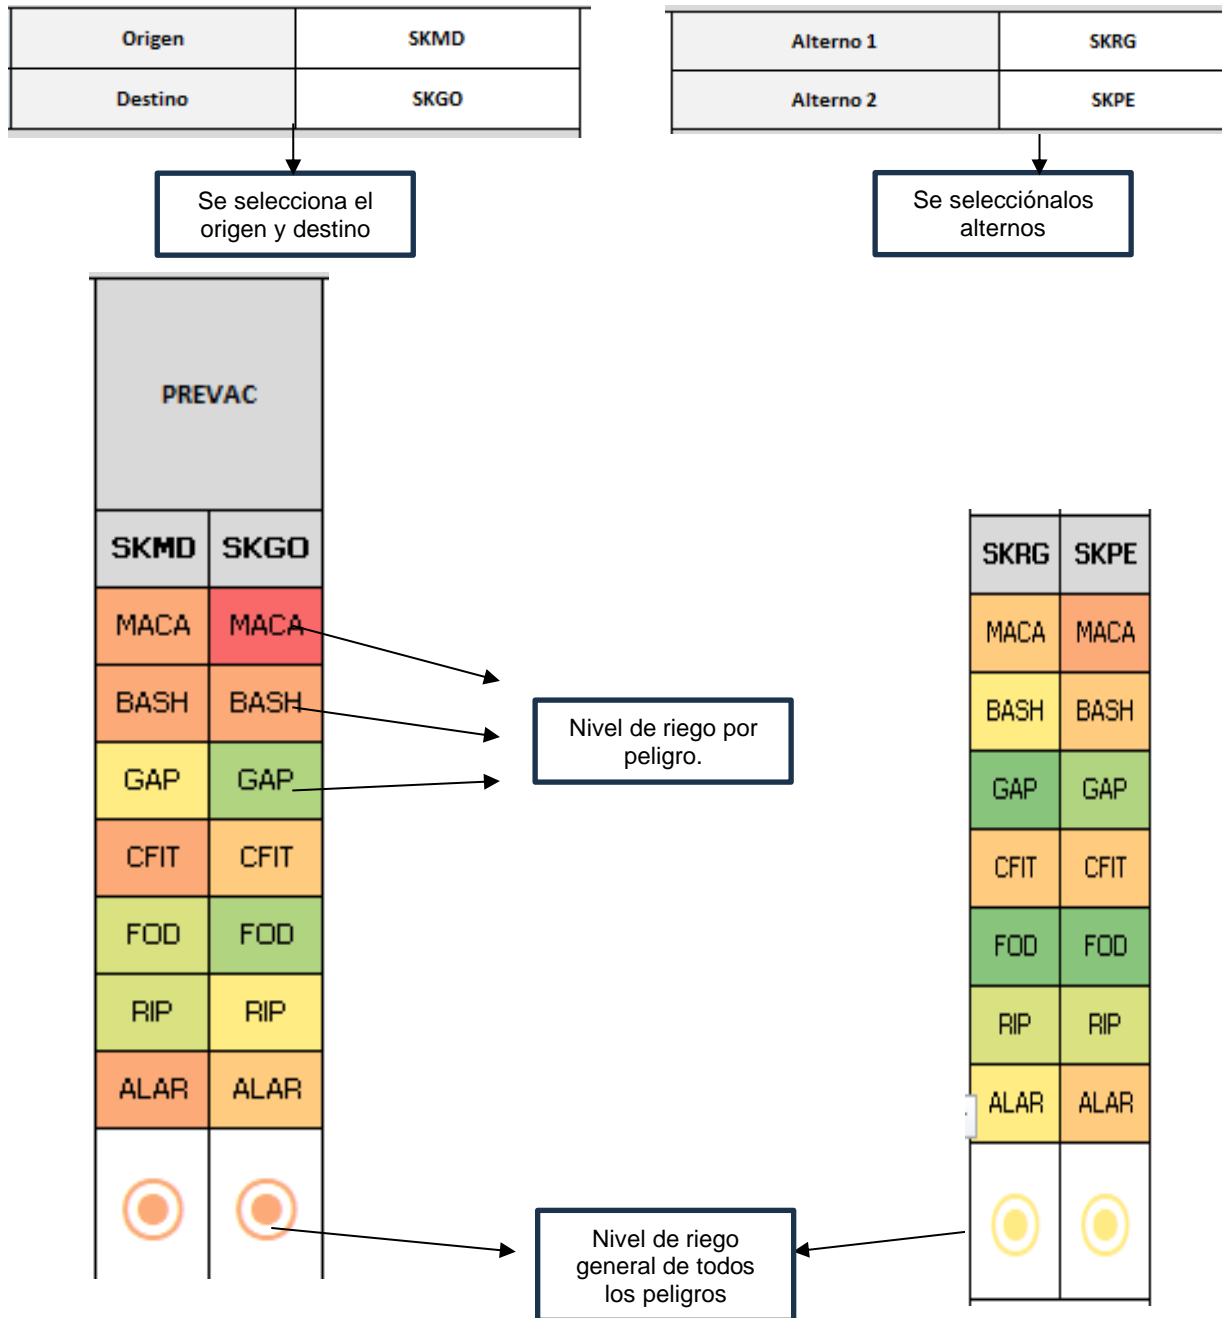 Origen SKMD
Destino SKGO
Alterno 1 SKRG
Alterno 2 SKPE
Se selecciona el
origen y destino
Se selecciónalos
alternos
PREVAC
SKMD SKGO
MACA MACA
BASH BASH
GAP GAP
CFIT CFIT
FOD FOD
RIP RIP
ALAR ALAR
Nivel de riego por
peligro.
SKRG SKPE
MACA MACA
BASH BASH
GAP GAP
CFIT CFIT
FOD FOD
RIP RIP
ALAR ALAR
Nivel de riego
general de todos
los peligros